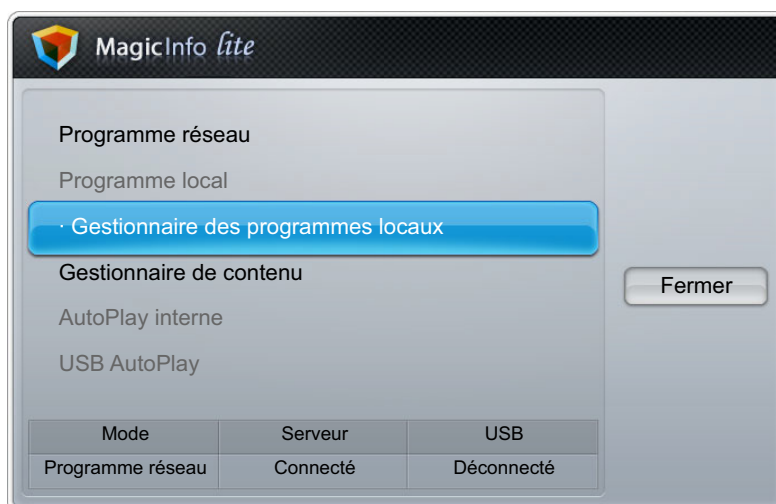 MagicInfo lite
Programme réseau
Programme local
· Gestionnaire des programmes locaux
Gestionnaire de contenu
AutoPlay interne
USB AutoPlay
Fermer
Mode Serveur USB
Programme réseau Connecté Déconnecté